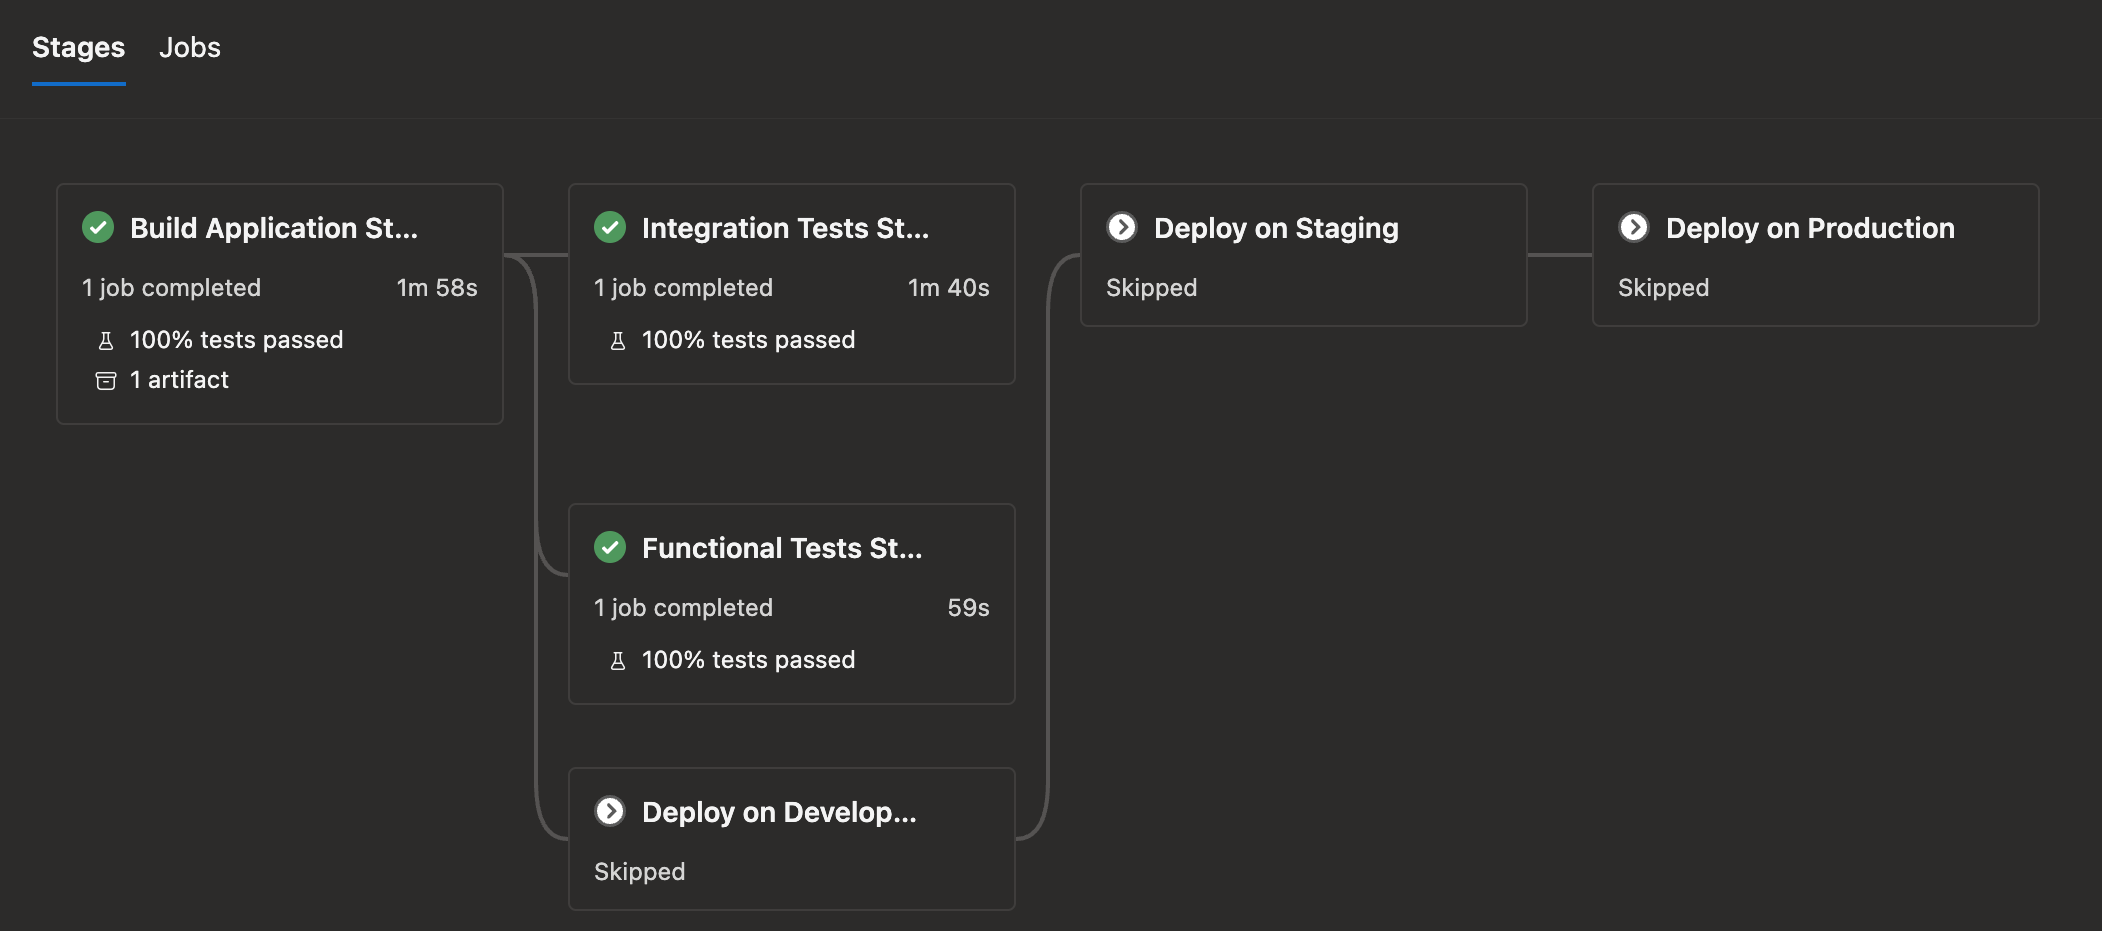 Stages Jobs
Build Application St...
1 job completed 1m 58s
100% tests passed
1 artifact
Integration Tests St...
1 job completed 1m 40s
100% tests passed
Functional Tests St...
1 job completed 59s
100% tests passed
Deploy on Develop...
Skipped
Deploy on Staging
Skipped
Deploy on Production
Skipped